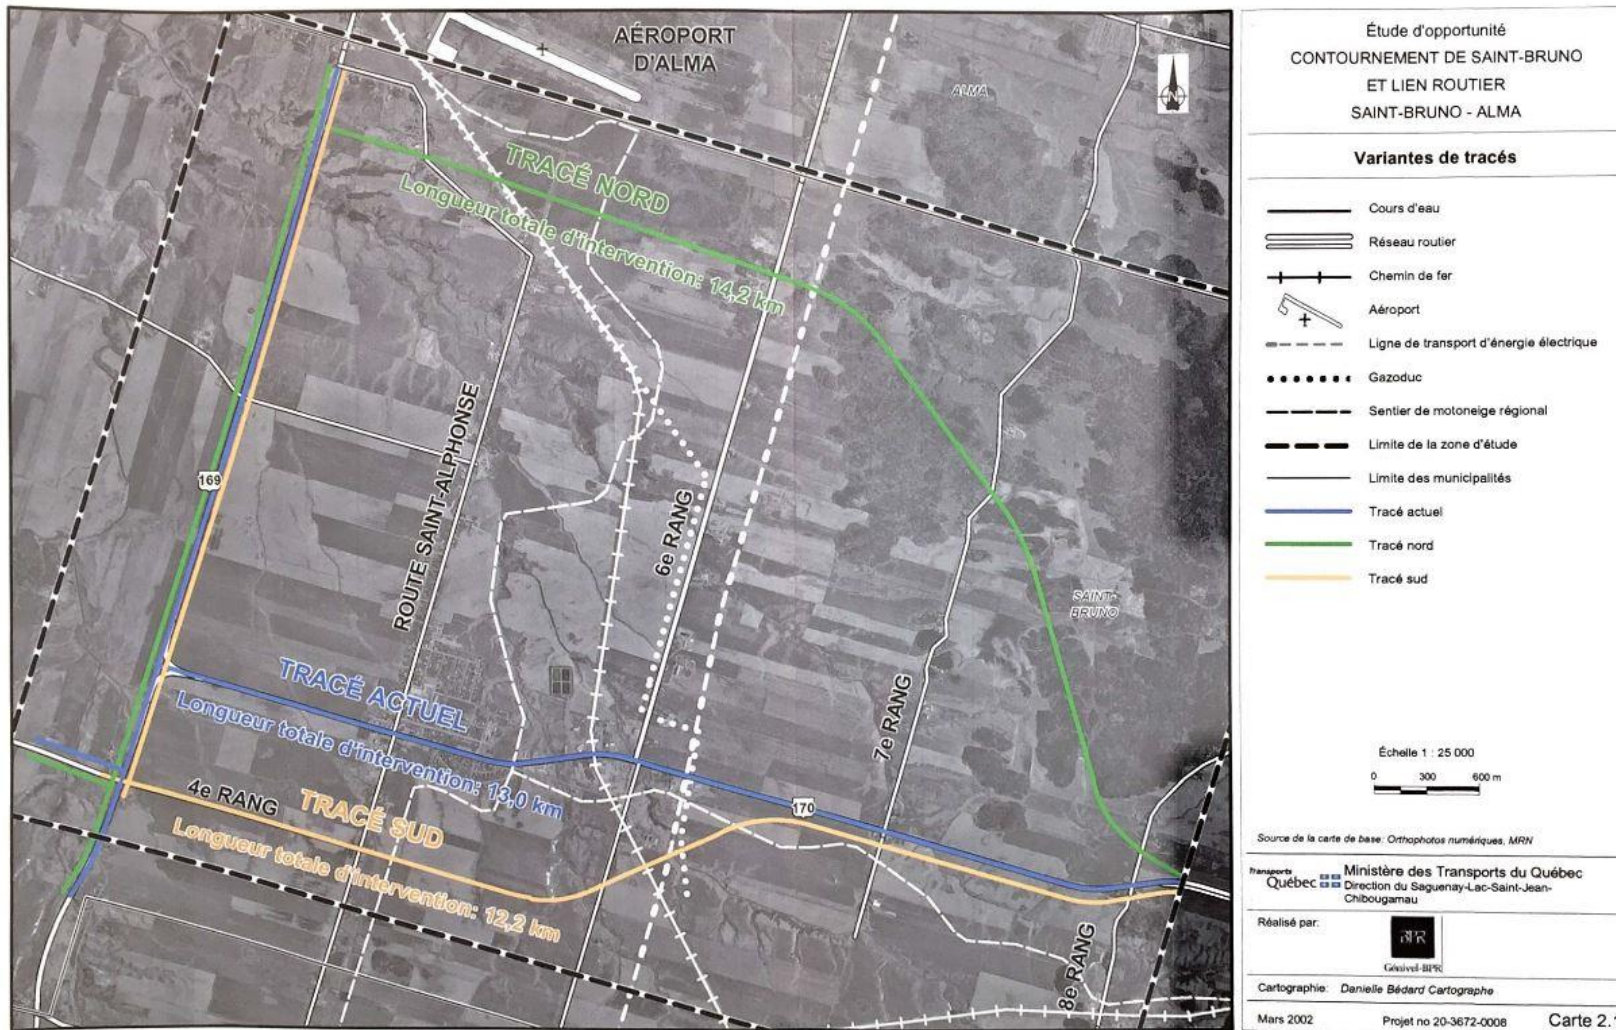 AÉROPORT
D'ALMA
ALMA
TRACÉ NORD
Longueur totale d'intervention: 14,2 km
169
ROUTE SAINT-ALPHONSE
6e RANG
SAINT-
BRUNO
7e RANG
TRACÉ ACTUEL
Longueur totale d'intervention: 13,0 km
170
4e RANG
TRACÉ SUD
Longueur totale d'intervention: 12,2 km
8e RANG
N
Étude d'opportunité
CONTOURNEMENT DE SAINT-BRUNO
ET LIEN ROUTIER
SAINT-BRUNO - ALMA
Variantes de tracés
Cours d'eau
Réseau routier
Chemin de fer
Aéroport
Ligne de transport d'énergie électrique
Gazoduc
Sentier de motoneige régional
Limite de la zone d'étude
Limite des municipalités
Tracé actuel
Tracé nord
Tracé sud
Échelle 1 : 25 000
0 300 600 m
Source de la carte de base: Orthophotos numériques, MRN
Transports
Québec
Ministère des Transports du Québec
Direction du Saguenay-Lac-Saint-Jean-
Chibougamau
Réalisé par:
BPR
Génivel-BPR
Cartographie: Danielle Bédard Cartographe
Mars 2002 Projet no 20-3672-0008 Carte 2.